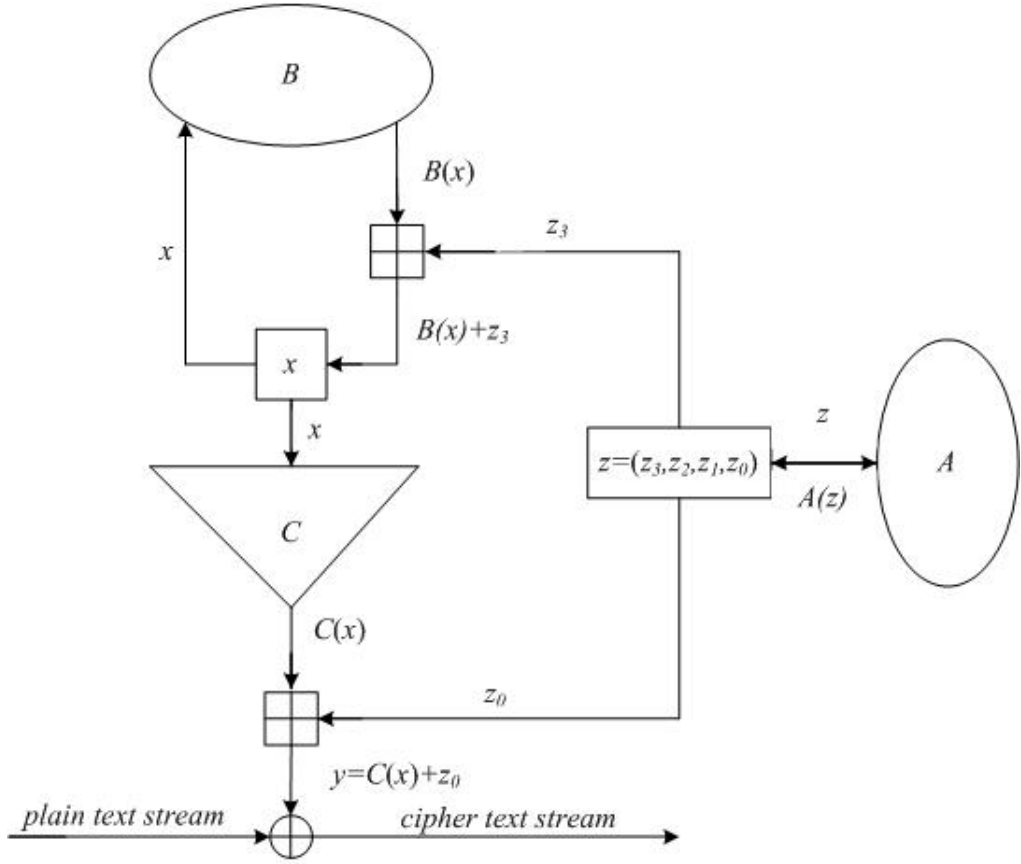 B
B(x)
z₃
x
B(x)+z₃
x
x
z
z=(z₃,z₂,z₁,z₀)
A
A(z)
C
C(x)
z₀
y=C(x)+z₀
plain text stream
cipher text stream